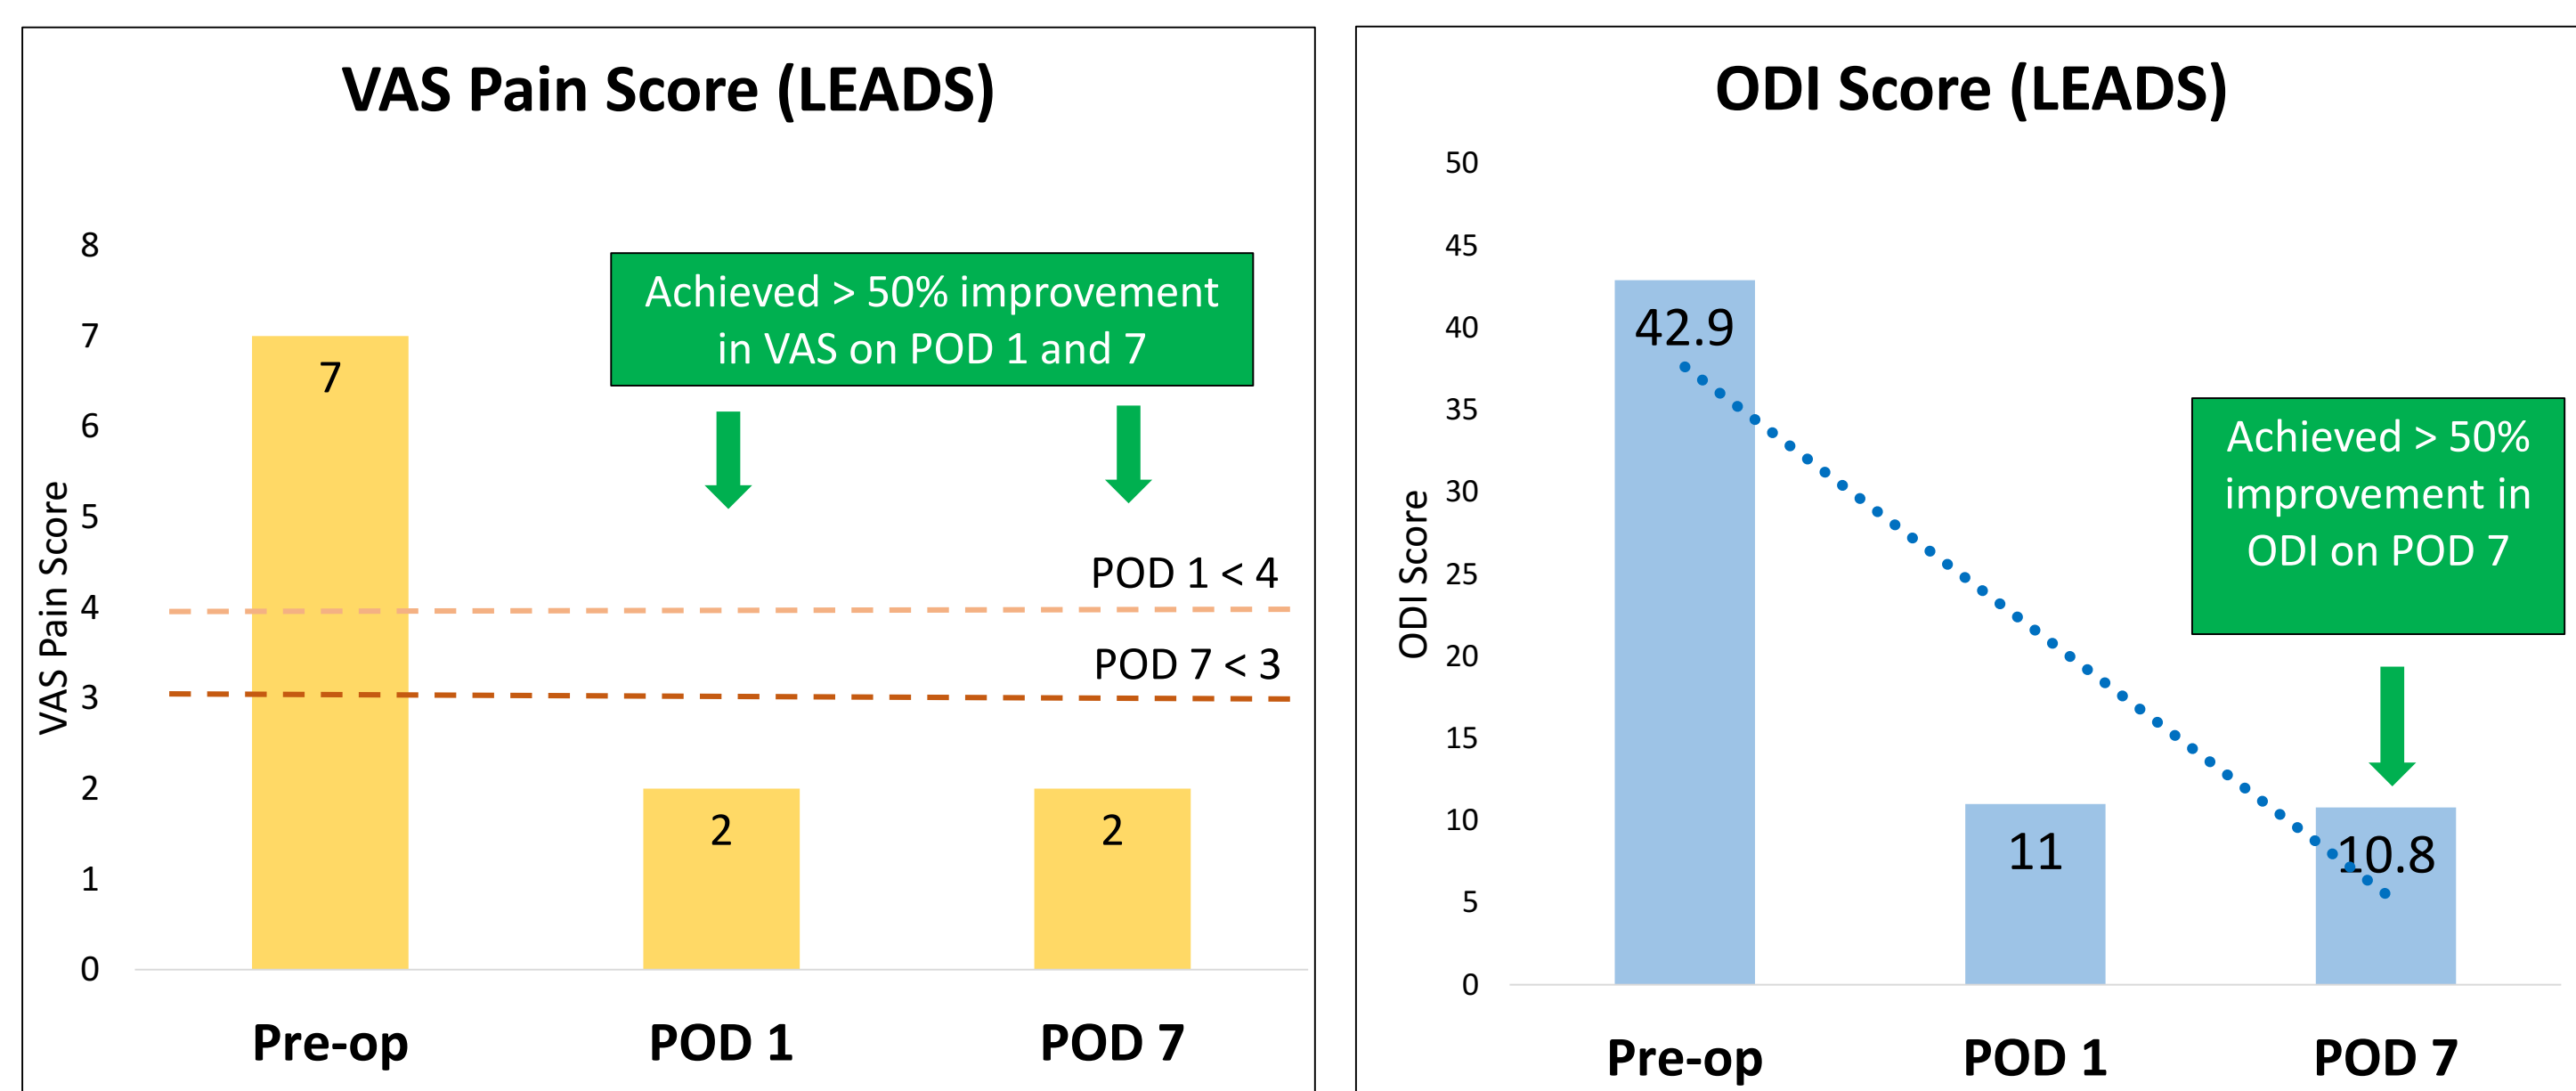 VAS Pain Score (LEADS)
8
7
6
5
4
3
2
1
0
VAS Pain Score
Achieved > 50% improvement
in VAS on POD 1 and 7
POD 1 < 4
POD 7 < 3
7
2
2
Pre-op
POD 1
POD 7
ODI Score (LEADS)
50
45
40
35
30
25
20
15
10
5
0
ODI Score
Achieved > 50%
improvement in
ODI on POD 7
42.9
11
10.8
Pre-op
POD 1
POD 7